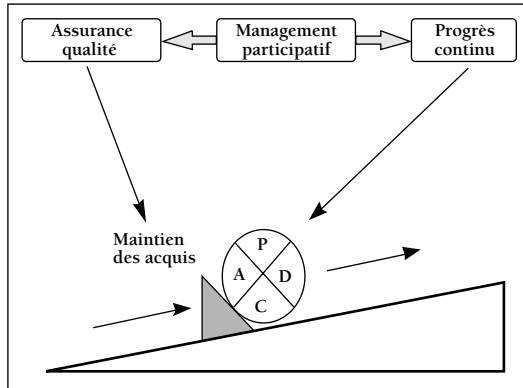 Assurance
qualité
Management
participatif
Progrès
continu
Maintien
des acquis
P
A
D
C